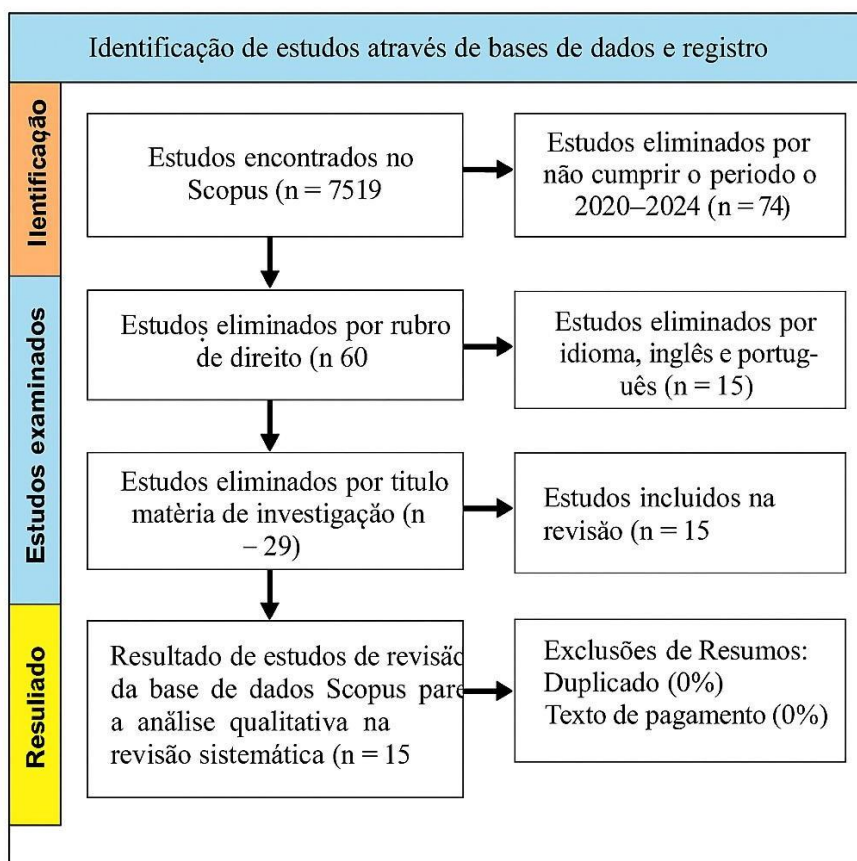 Identificação de estudos através de bases de dados e registro
Ilentificação
Estudos encontrados no
Scopus (n = 7519
Estudos eliminados por
não cumprir o periodo o
2020–2024 (n = 74)
Estudos examinados
Estudos eliminados por rubro
de direito (n 60
Estudos eliminados por
idioma, inglês e portug-
uês (n = 15)
Estudos eliminados por titulo
matèria de investigação (n
– 29)
Estudos incluidos na
revisão (n = 15
Resuliado
Resultado de estudos de revisão
da base de dados Scopus pare
a anãlise qualitativa na
revisão sistemática (n = 15
Exclusões de Resumos:
Duplicado (0%)
Texto de pagamento (0%)